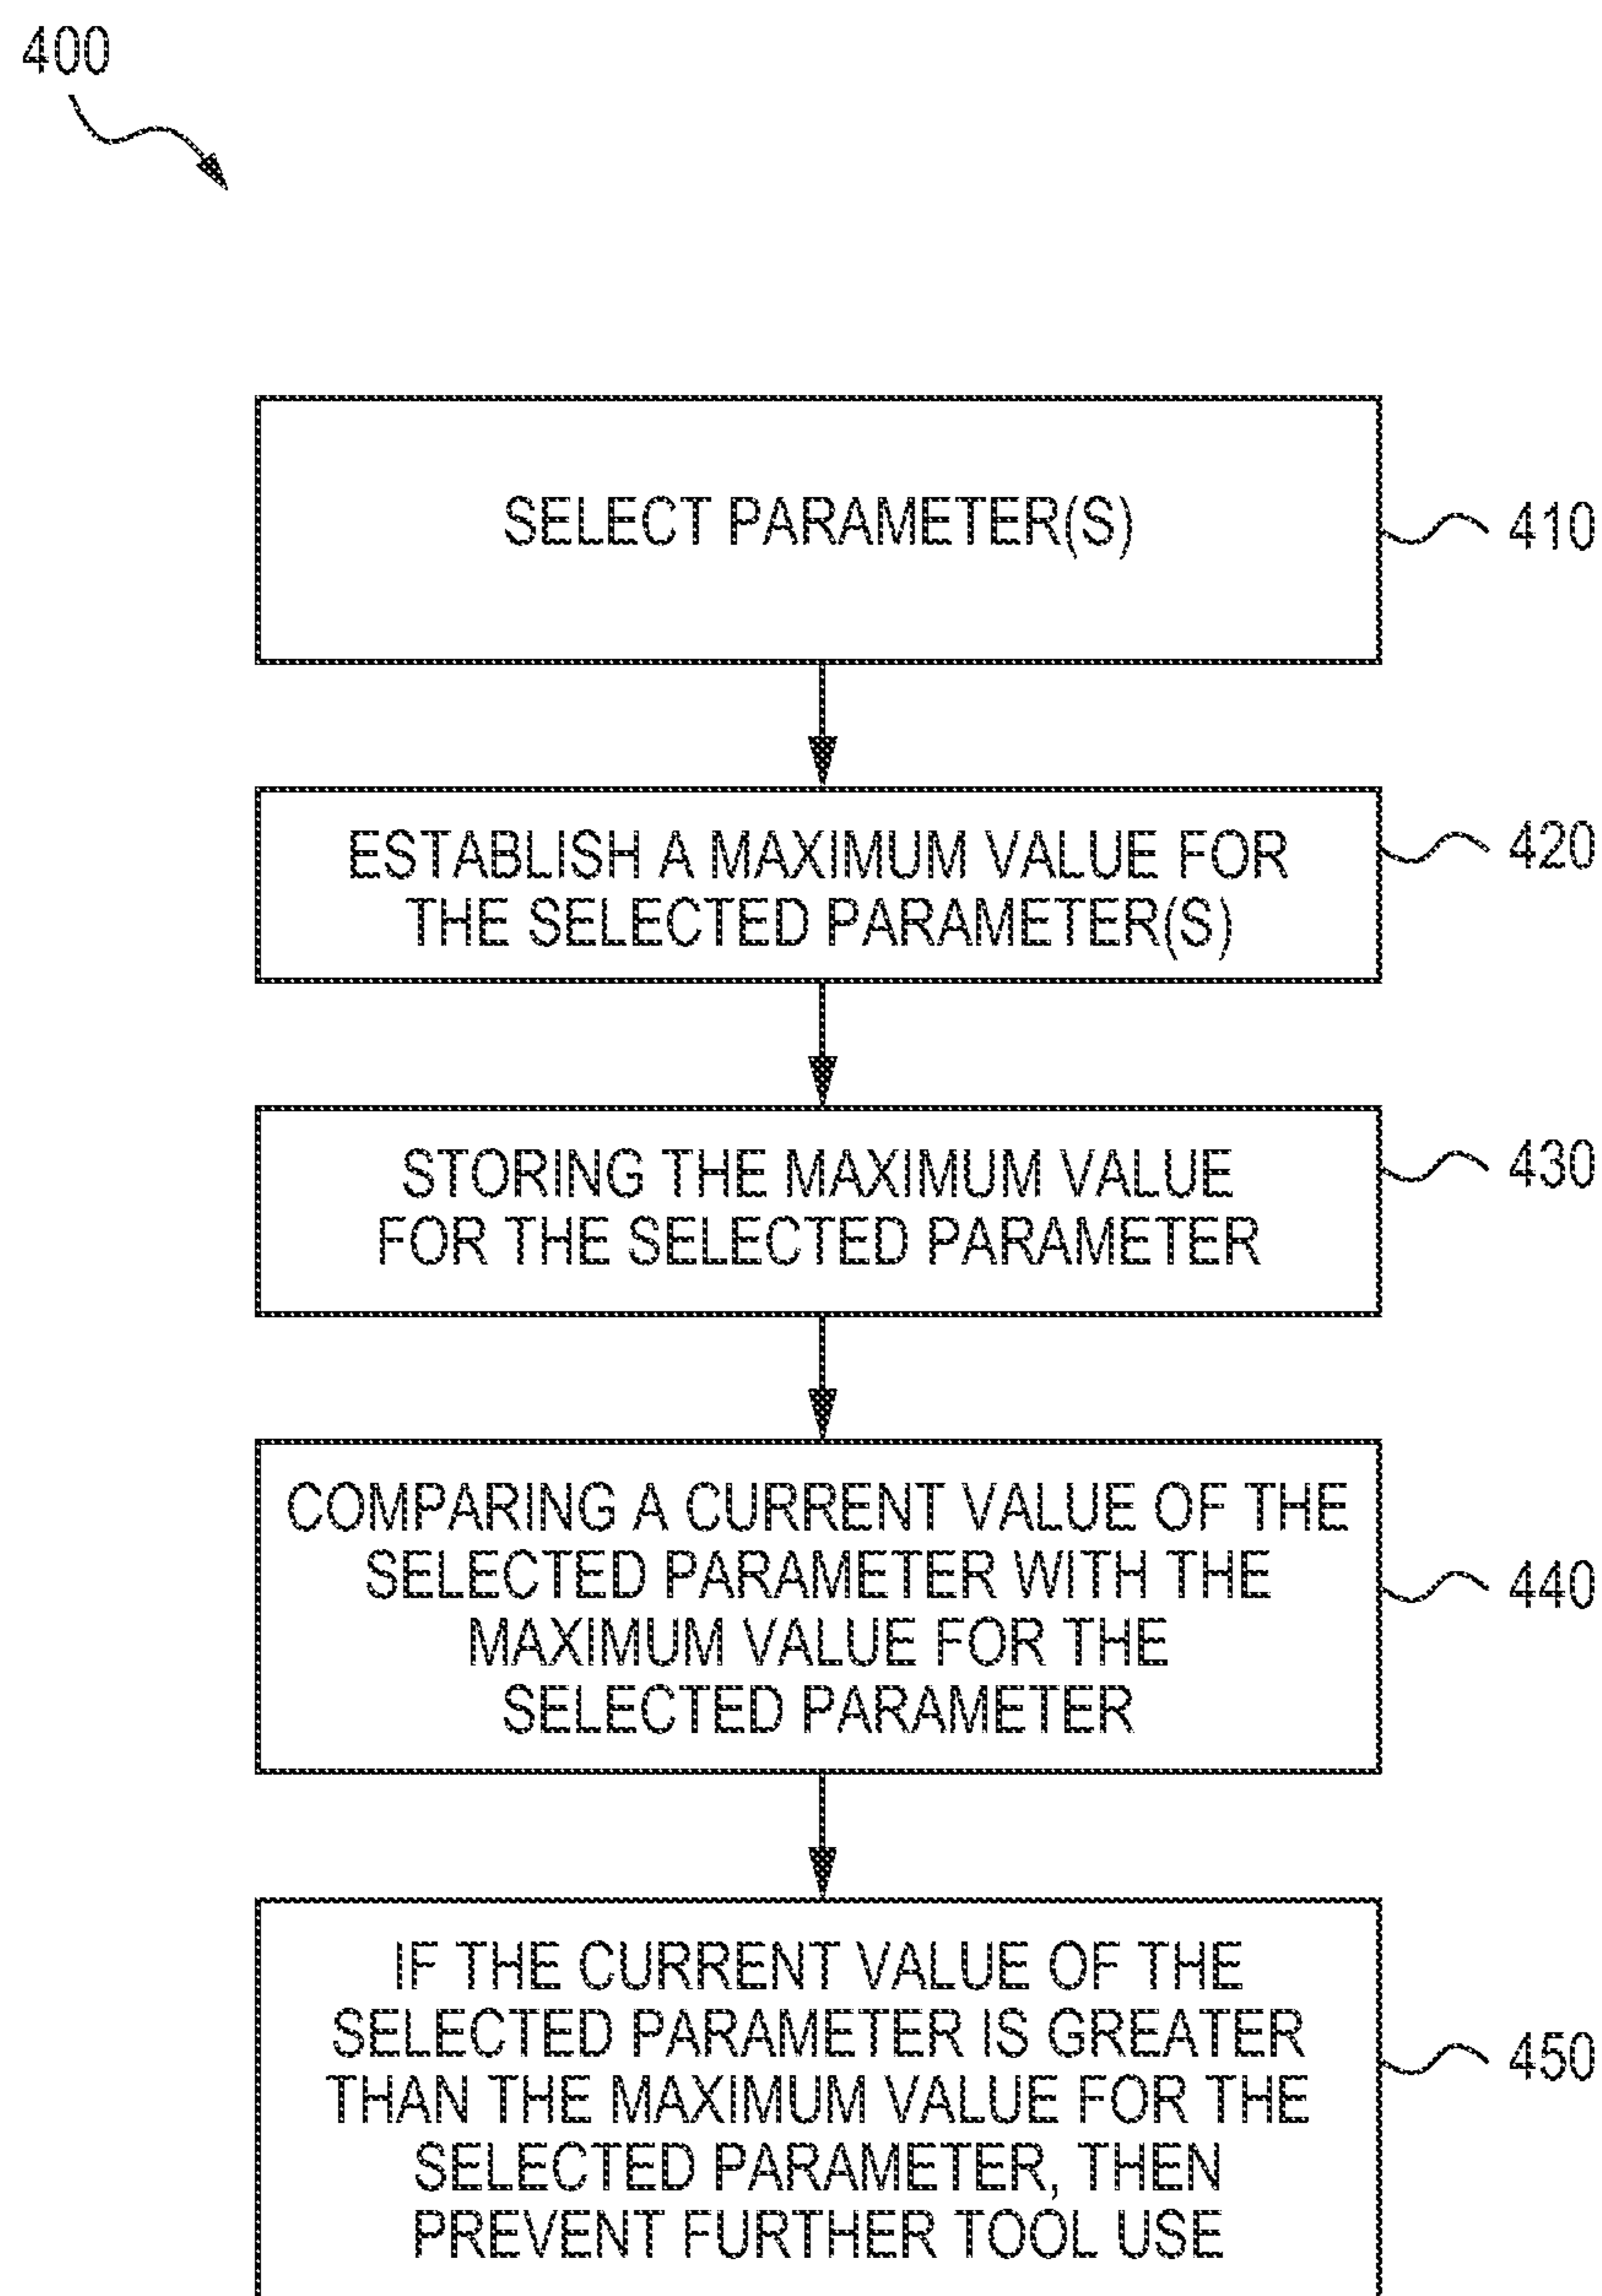 400
SELECT PARAMETER(S)
410
ESTABLISH A MAXIMUM VALUE FOR
THE SELECTED PARAMETER(S)
420
STORING THE MAXIMUM VALUE
FOR THE SELECTED PARAMETER
430
COMPARING A CURRENT VALUE OF THE
SELECTED PARAMETER WITH THE
MAXIMUM VALUE FOR THE
SELECTED PARAMETER
440
IF THE CURRENT VALUE OF THE
SELECTED PARAMETER IS GREATER
THAN THE MAXIMUM VALUE FOR THE
SELECTED PARAMETER, THEN
PREVENT FURTHER TOOL USE
450